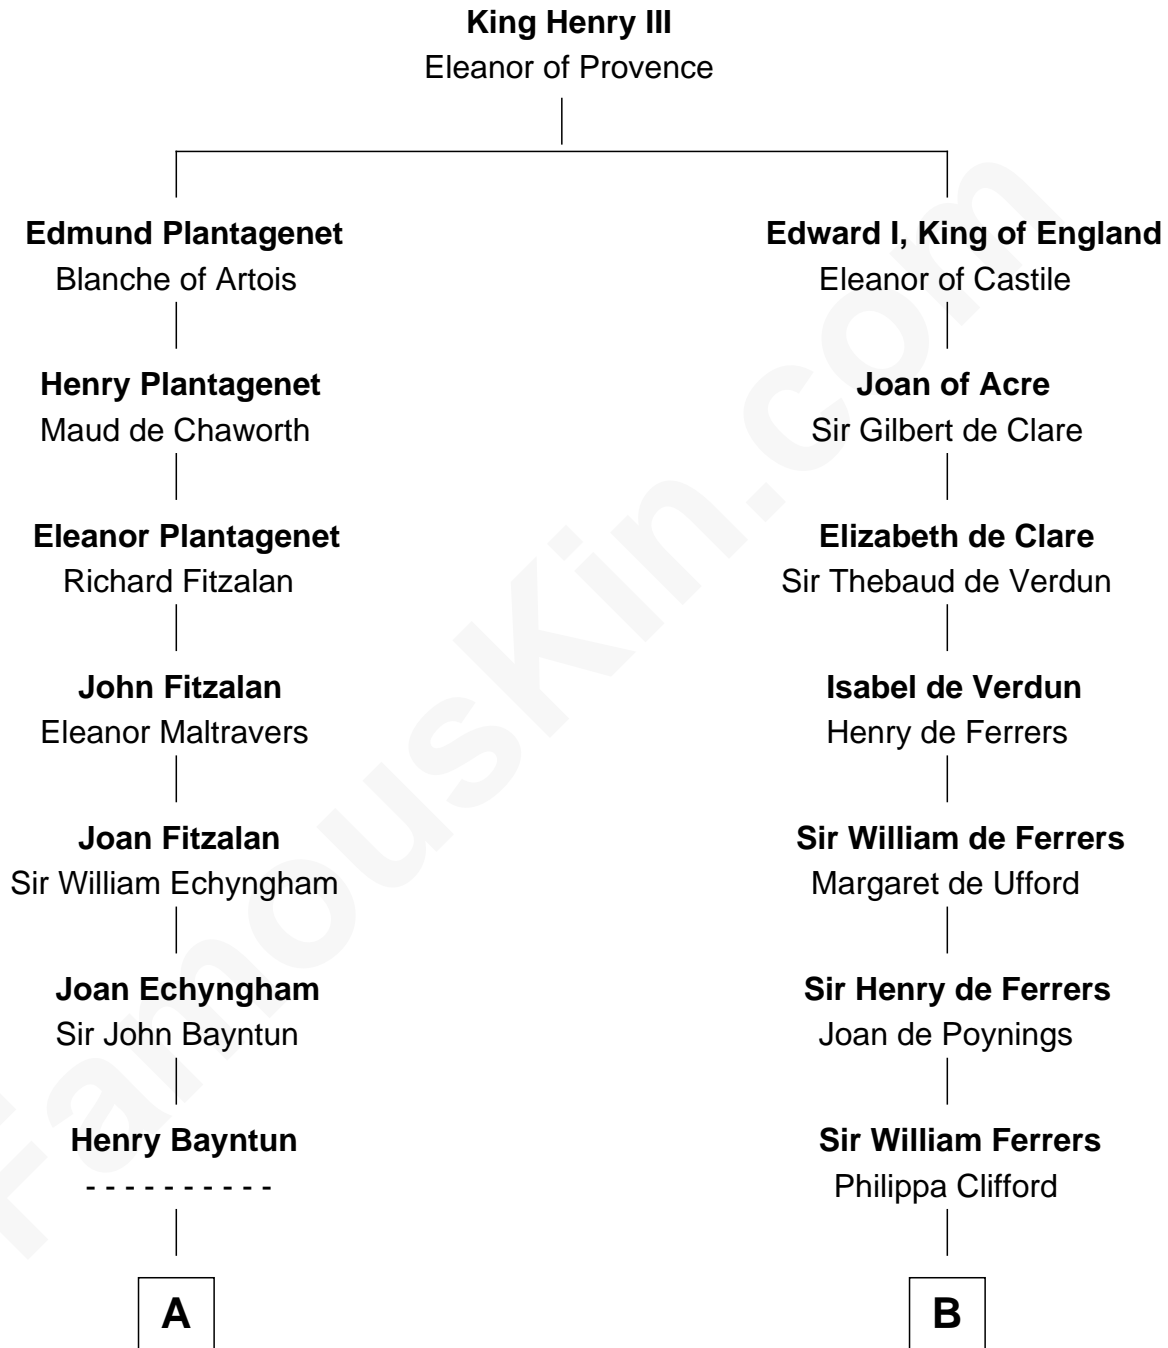 King Henry III
Eleanor of Provence
Edmund Plantagenet
Blanche of Artois
Henry Plantagenet
Maud de Chaworth
Eleanor Plantagenet
Richard Fitzalan
John Fitzalan
Eleanor Maltravers
Joan Fitzalan
Sir William Echyngham
Joan Echyngham
Sir John Bayntun
Henry Bayntun
- - - - - - - - - -
A
Edward I, King of England
Eleanor of Castile
Joan of Acre
Sir Gilbert de Clare
Elizabeth de Clare
Sir Thebaud de Verdun
Isabel de Verdun
Henry de Ferrers
Sir William de Ferrers
Margaret de Ufford
Sir Henry de Ferrers
Joan de Poynings
Sir William Ferrers
Philippa Clifford
B
FamousKin.com